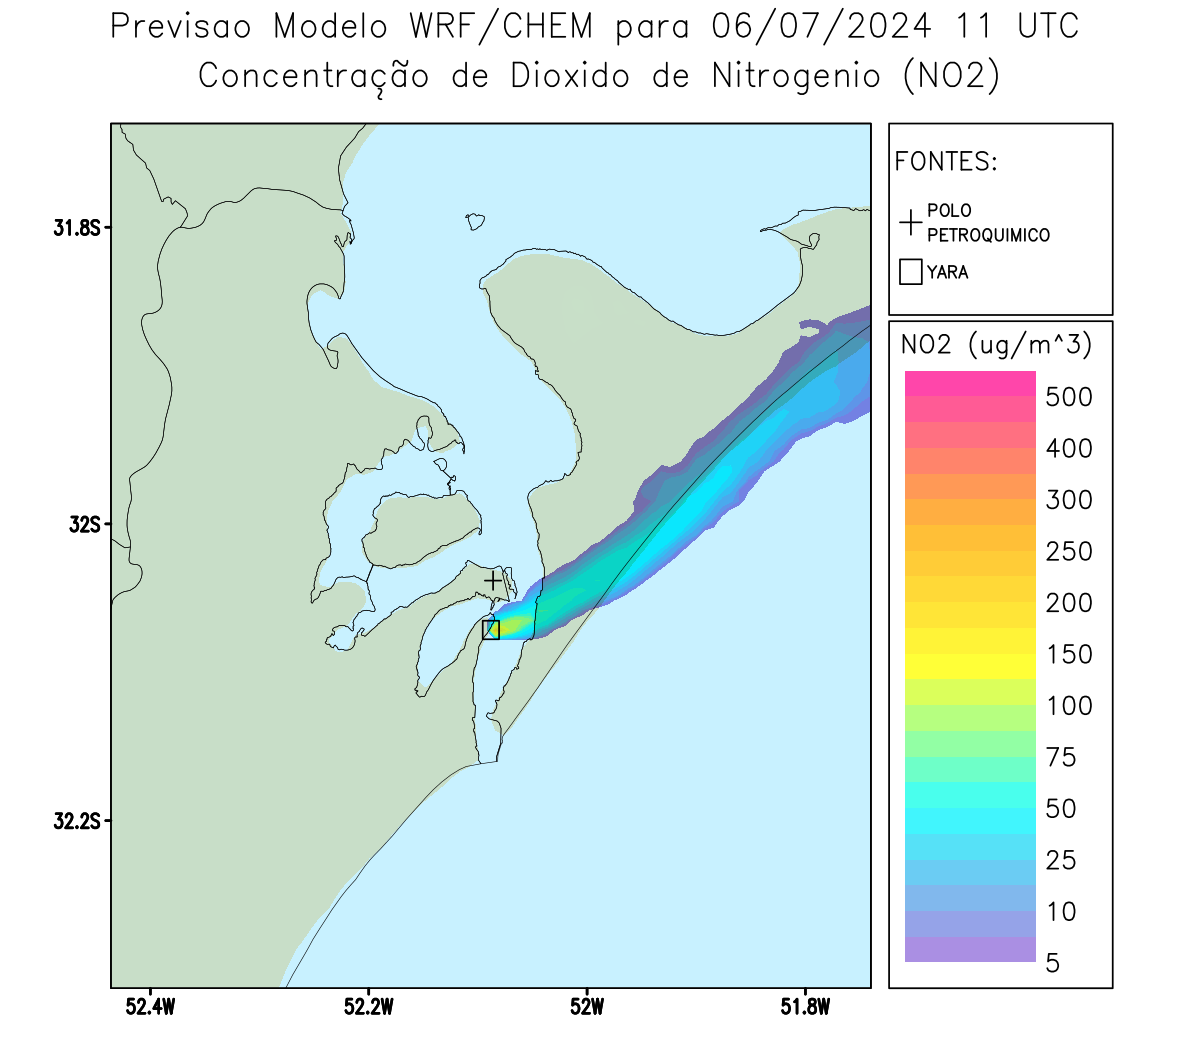 Previsao Modelo WRF/CHEM para 06/07/2024 11 UTC
Concentração de Dioxido de Nitrogenio (NO2)
FONTES:
POLO
PETROQUIMICO
YARA
NO2 (ug/m^3)
500
400
300
250
200
150
100
75
50
25
10
5
31.8S
32S
32.2S
52.4W
52.2W
52W
51.8W